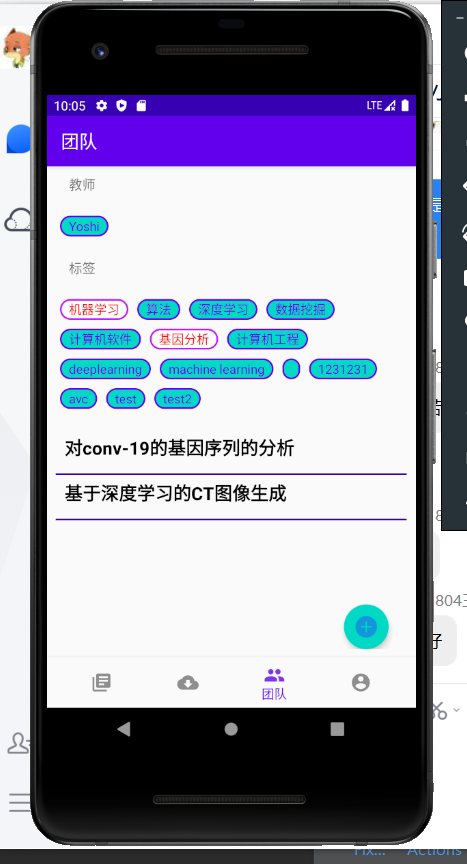 10:05 LTE
团队
教师
Yoshi
标签
机器学习 算法 深度学习 数据挖掘
计算机软件 基因分析 计算机工程
deeplearning machine learning 1231231
avc test test2
对conv-19的基因序列的分析
基于深度学习的CT图像生成
804
好
团队
Fix... Actions